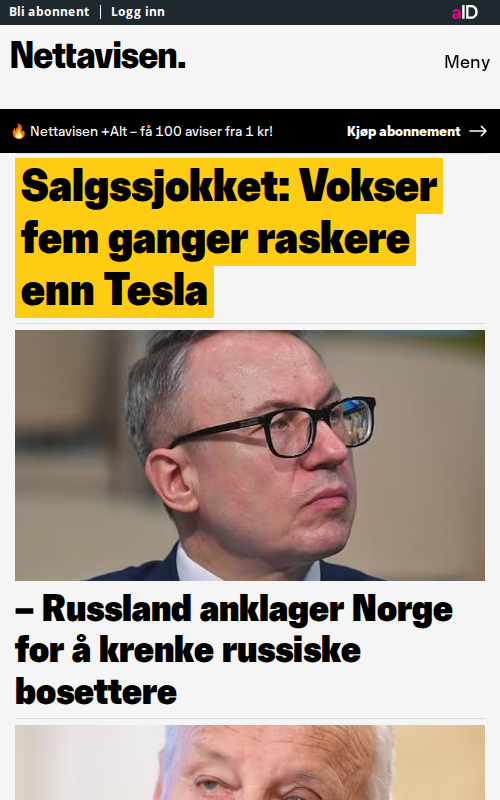 Bli abonnent | Logg inn
aID
Nettavisen.
Meny
🔥 Nettavisen +Alt – få 100 aviser fra 1 kr!
Kjøp abonnement →
Salgssjokket: Vokser
fem ganger raskere
enn Tesla
– Russland anklager Norge
for å krenke russiske
bosettere